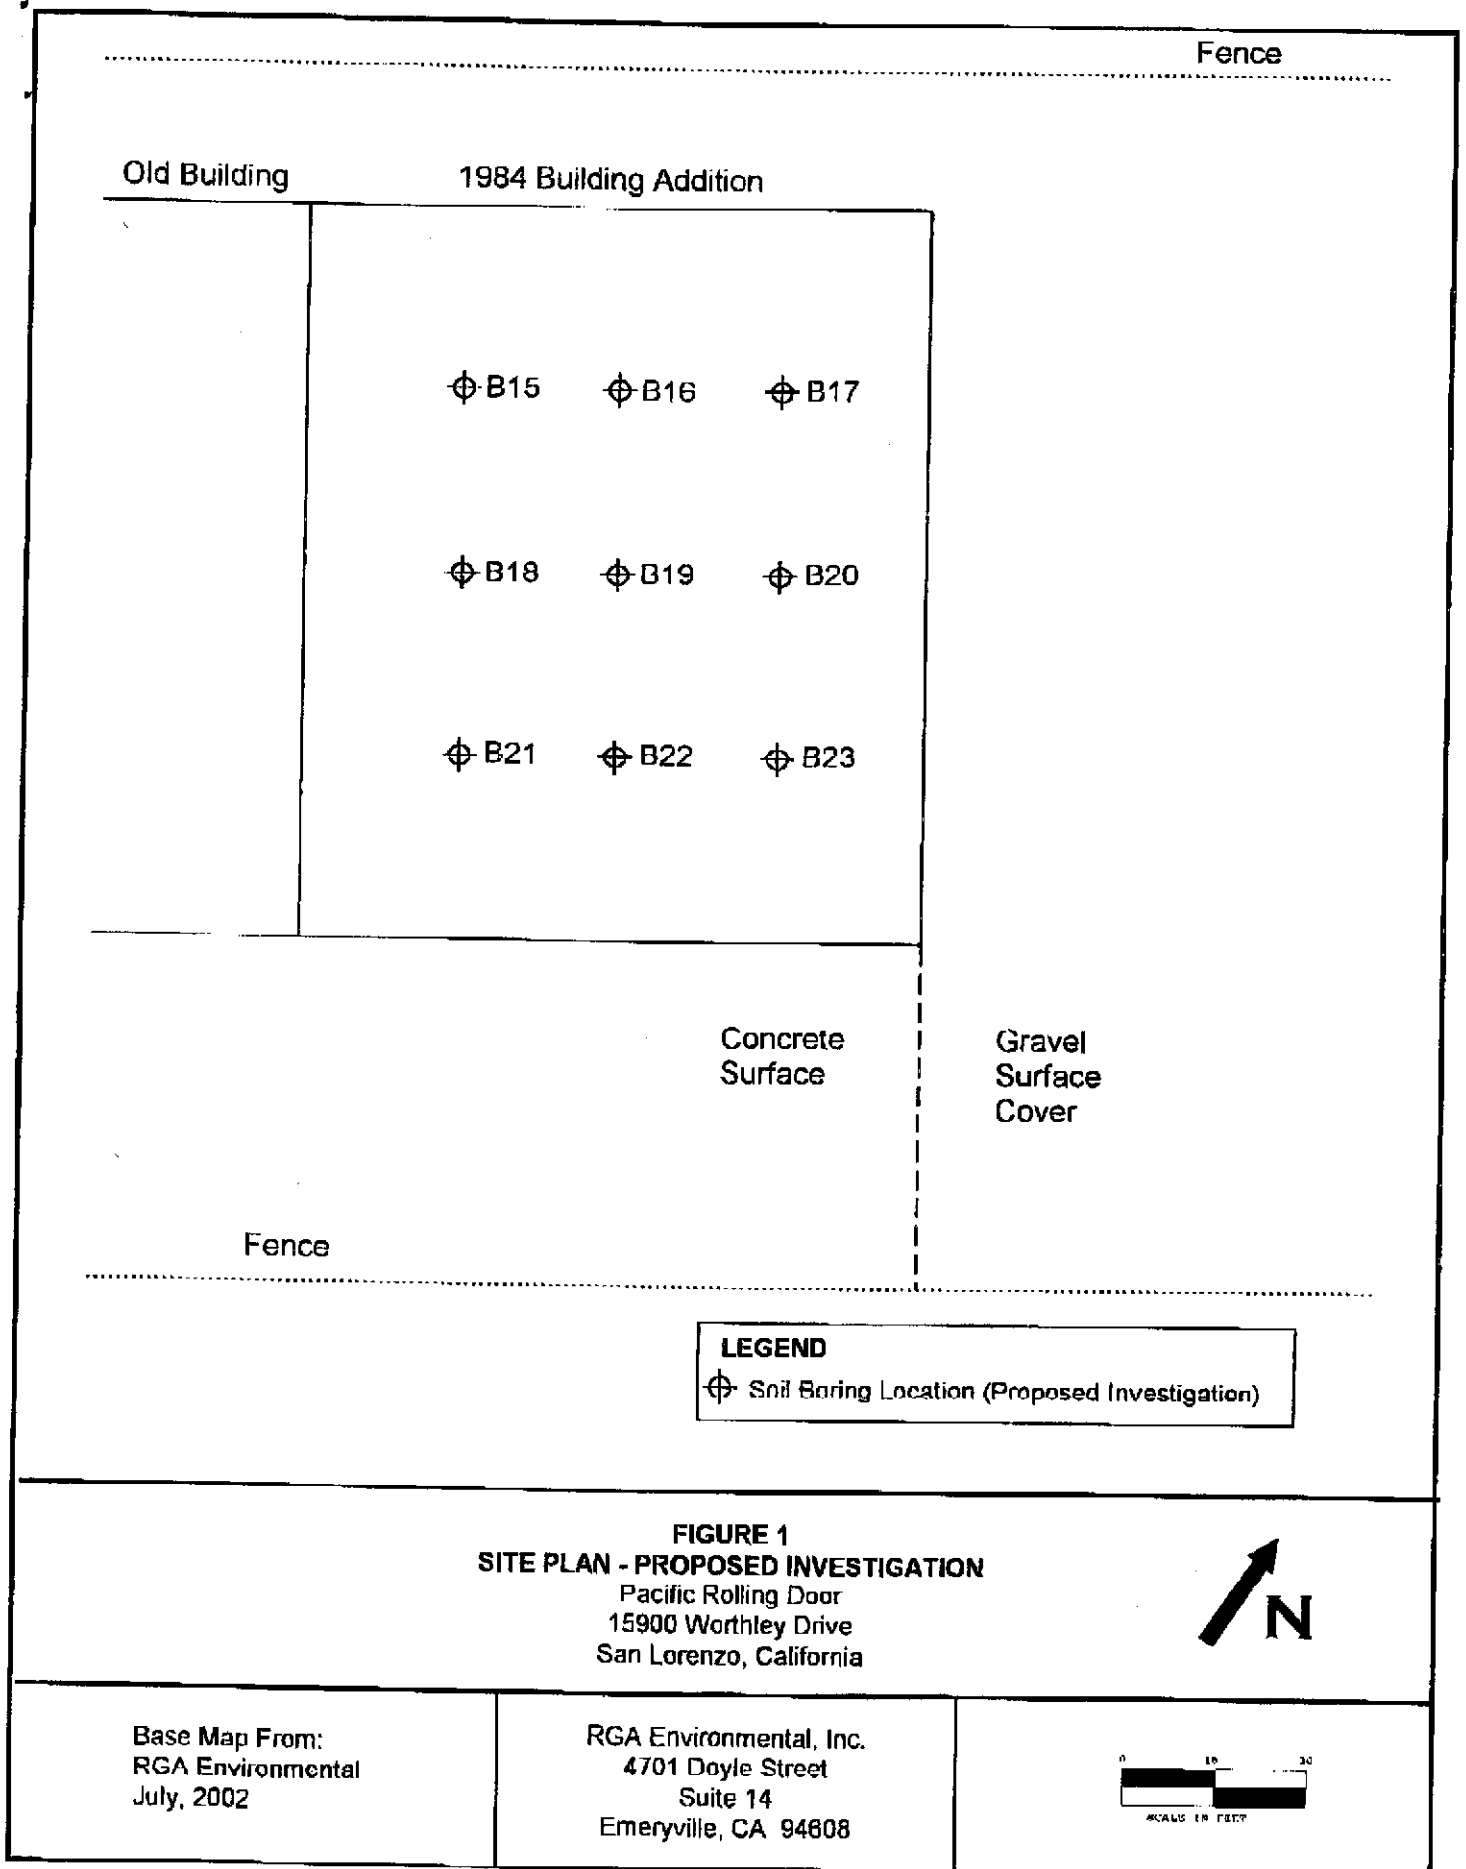 Fence
Old Building
1984 Building Addition
B15
B16
B17
B18
B19
B20
B21
B22
B23
Concrete
Surface
Gravel
Surface
Cover
Fence
LEGEND
Soil Boring Location (Proposed Investigation)
FIGURE 1
SITE PLAN - PROPOSED INVESTIGATION
Pacific Rolling Door
15900 Worthley Drive
San Lorenzo, California
N
Base Map From:
RGA Environmental
July, 2002
RGA Environmental, Inc.
4701 Doyle Street
Suite 14
Emeryville, CA 94608
0
SCALE IN FEET